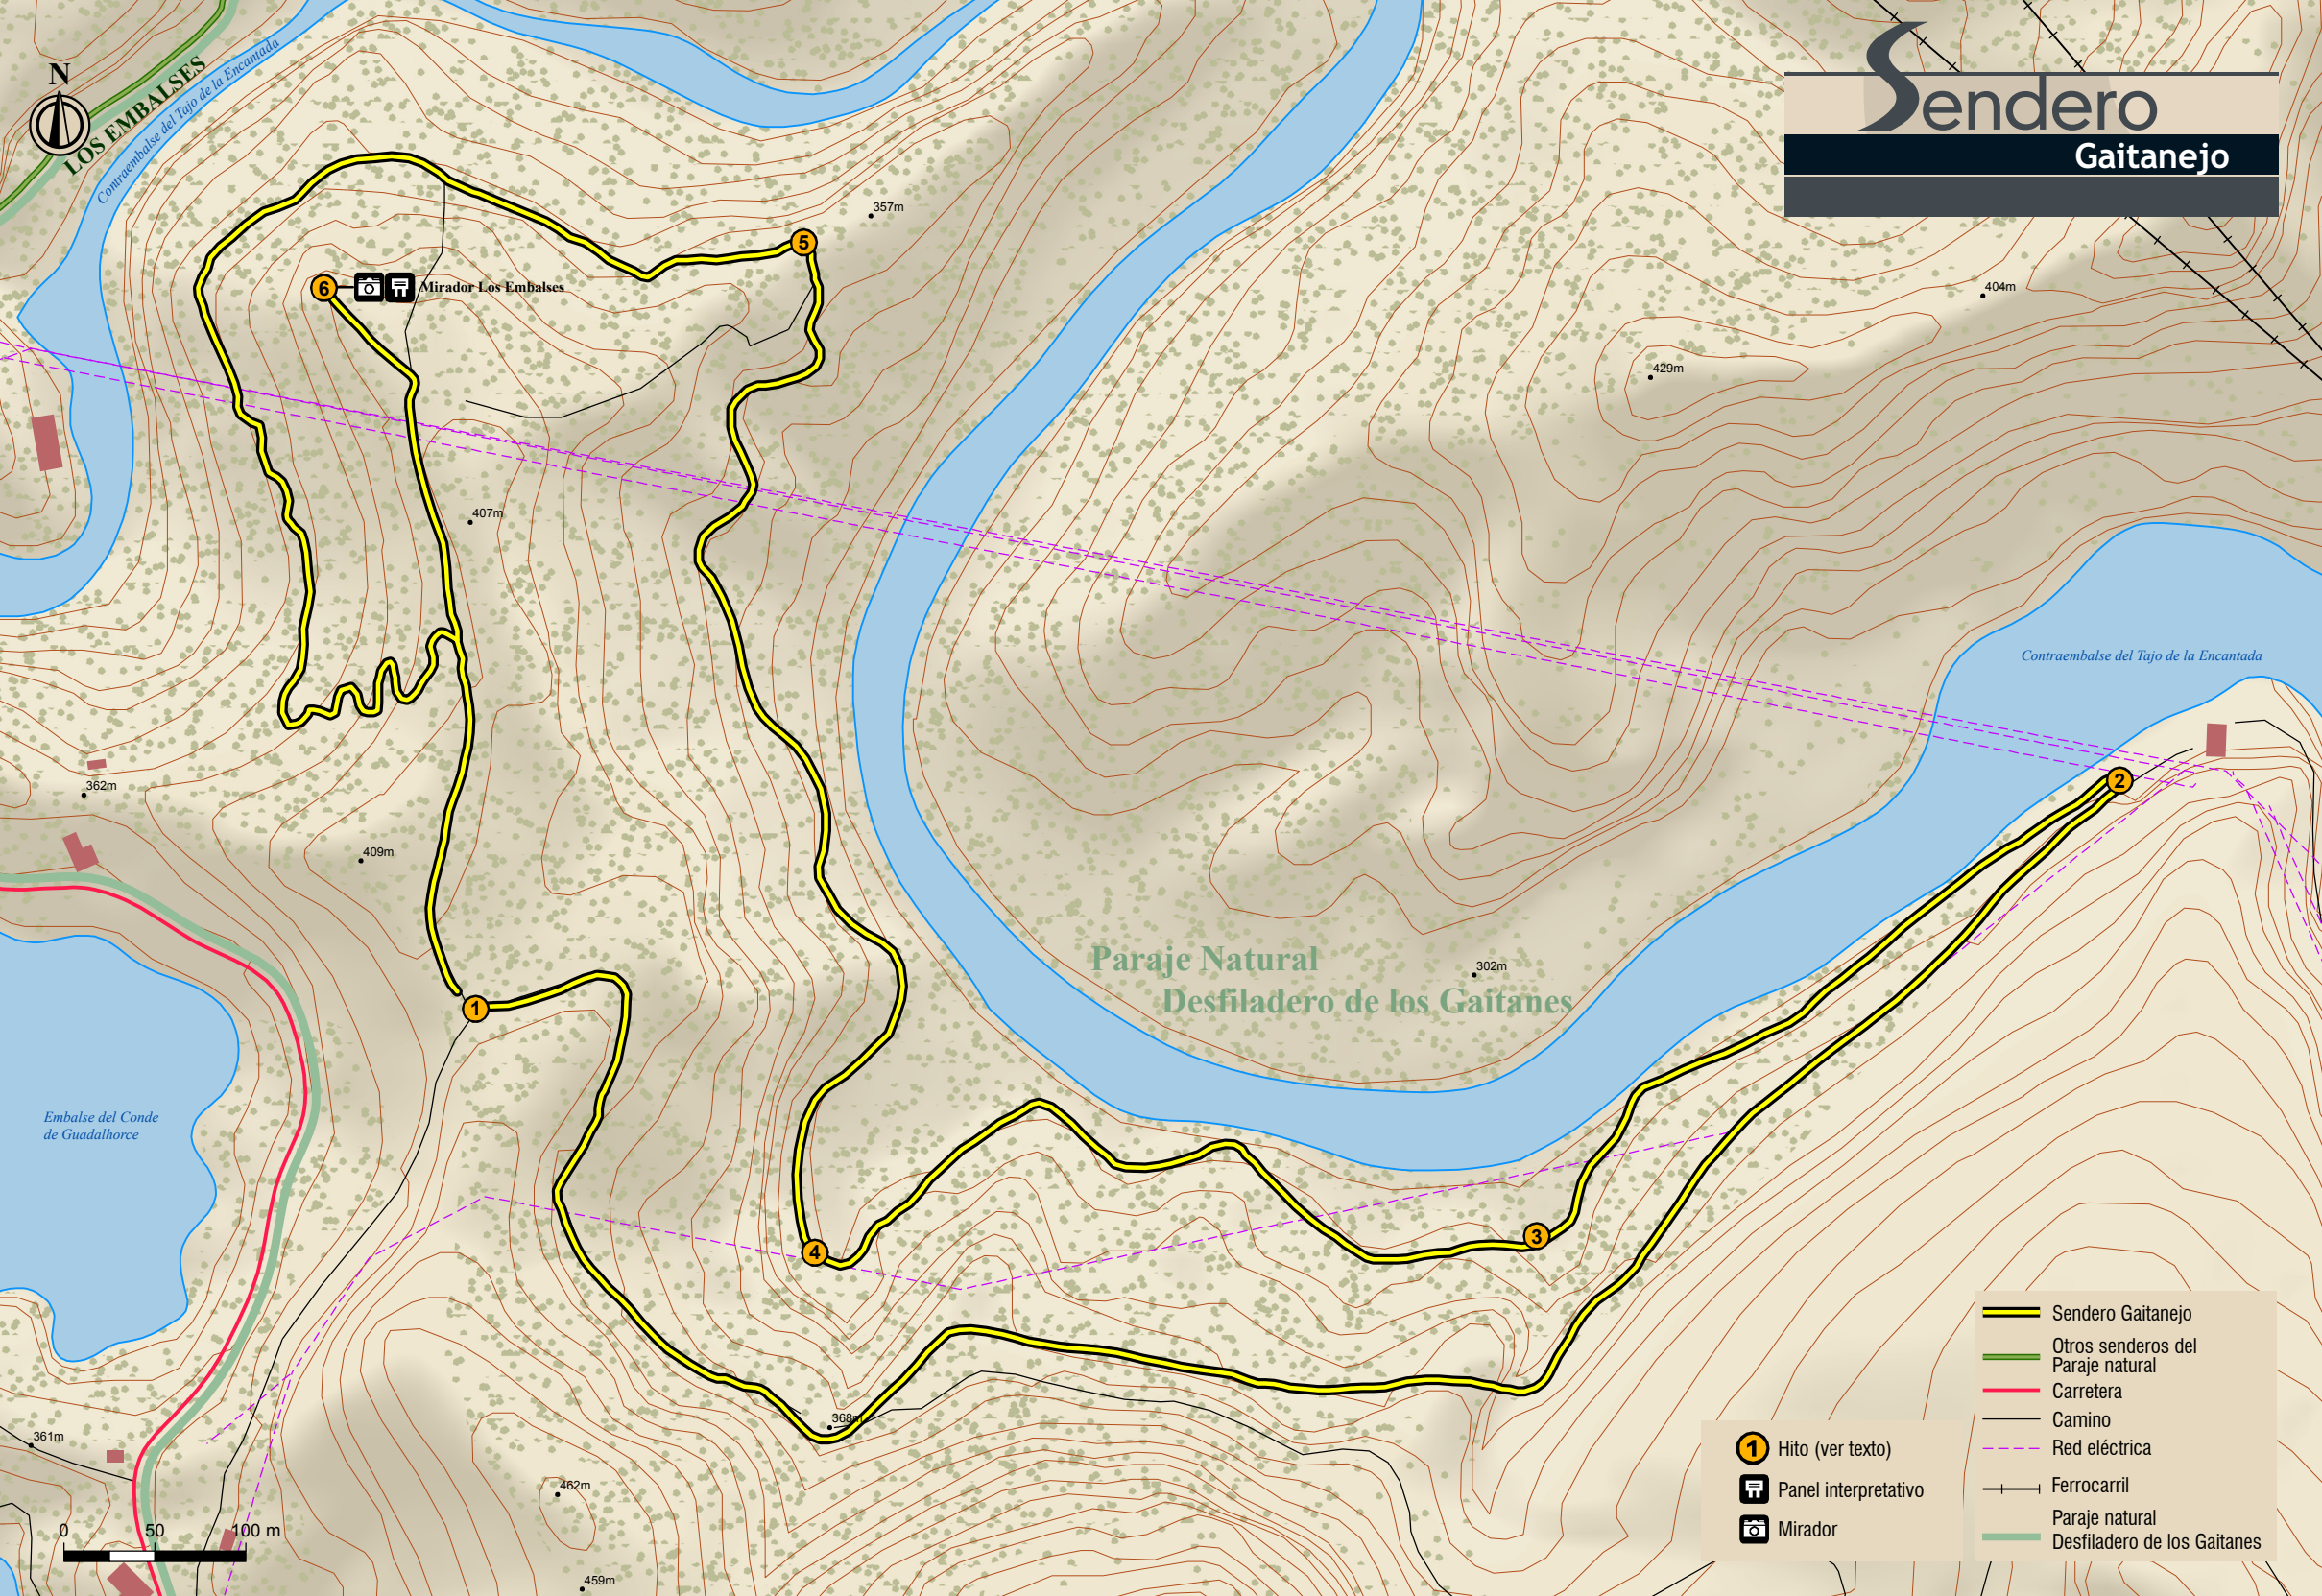 N
LOS EMBALSES
Contraembalse del Tajo de la Encantada
Sendero
Gaitanejo
357m
5
6
Mirador Los Embalses
404m
429m
407m
Contraembalse del Tajo de la Encantada
2
362m
409m
Paraje Natural
Desfiladero de los Gaitanes
302m
1
Embalse del Conde
de Guadalhorce
3
4
368m
361m
462m
459m
0 50 100 m
1 Hito (ver texto)
Panel interpretativo
Mirador
Sendero Gaitanejo
Otros senderos del
Paraje natural
Carretera
Camino
Red eléctrica
Ferrocarril
Paraje natural
Desfiladero de los Gaitanes